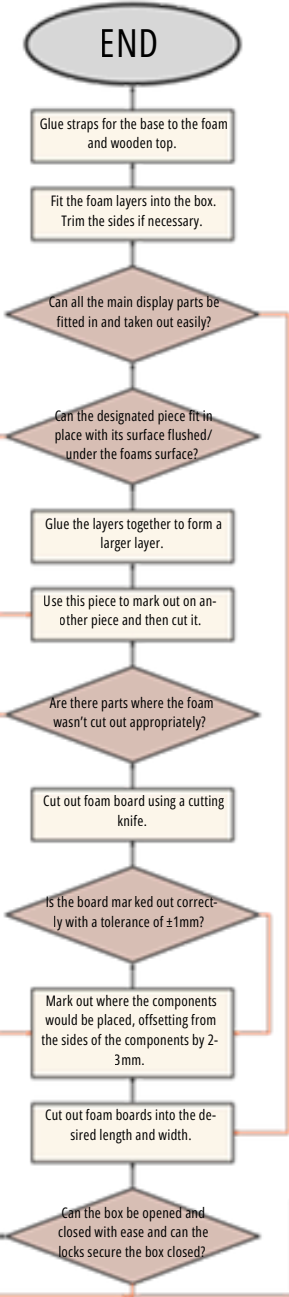 END
Glue straps for the base to the foam
and wooden top.
Fit the foam layers into the box.
Trim the sides if necessary.
Can all the main display parts be
fitted in and taken out easily?
Can the designated piece fit in
place with its surface flushed/
under the foams surface?
Glue the layers together to form a
larger layer.
Use this piece to mark out on an-
other piece and then cut it.
Are there parts where the foam
wasn't cut out appropriately?
Cut out foam board using a cutting
knife.
Is the board marked out correct-
ly with a tolerance of ±1mm?
Mark out where the components
would be placed, offsetting from
the sides of the components by 2-
3mm.
Cut out foam boards into the de-
sired length and width.
Can the box be opened and
closed with ease and can the
locks secure the box closed?